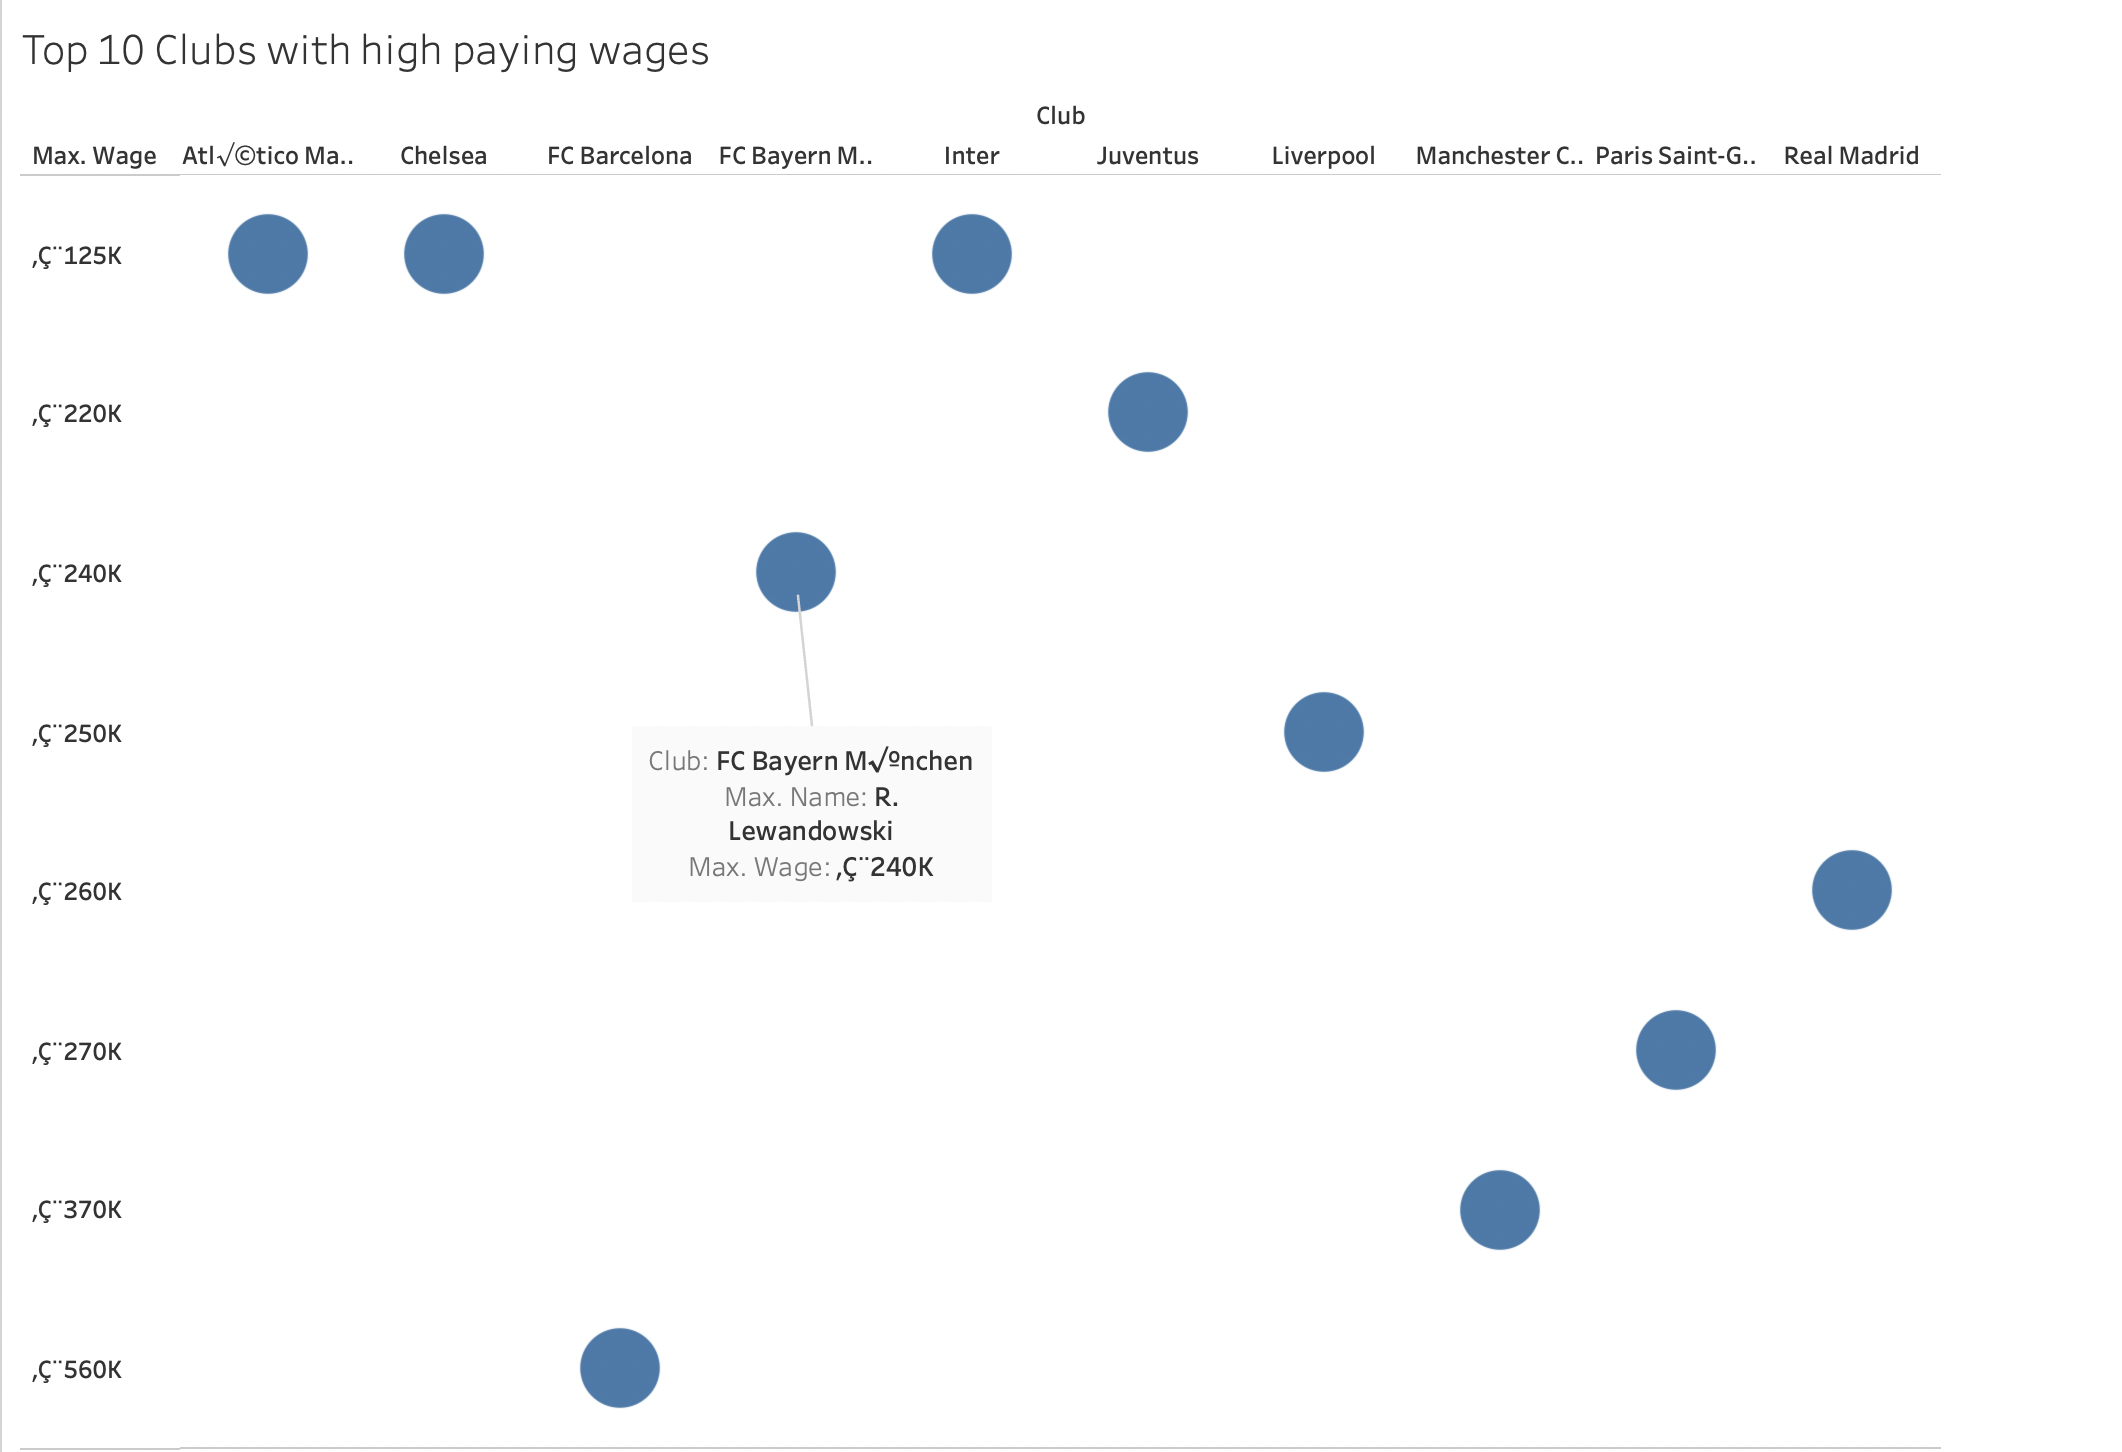 Top 10 Clubs with high paying wages
Club
Max. Wage Atl√©tico Ma.. Chelsea FC Barcelona FC Bayern M.. Inter Juventus Liverpool Manchester C.. Paris Saint-G.. Real Madrid
‚Ç¨125K
‚Ç¨220K
‚Ç¨240K
‚Ç¨250K
Club: FC Bayern M√ºnchen
Max. Name: R.
Lewandowski
Max. Wage: ‚Ç¨240K
‚Ç¨260K
‚Ç¨270K
‚Ç¨370K
‚Ç¨560K